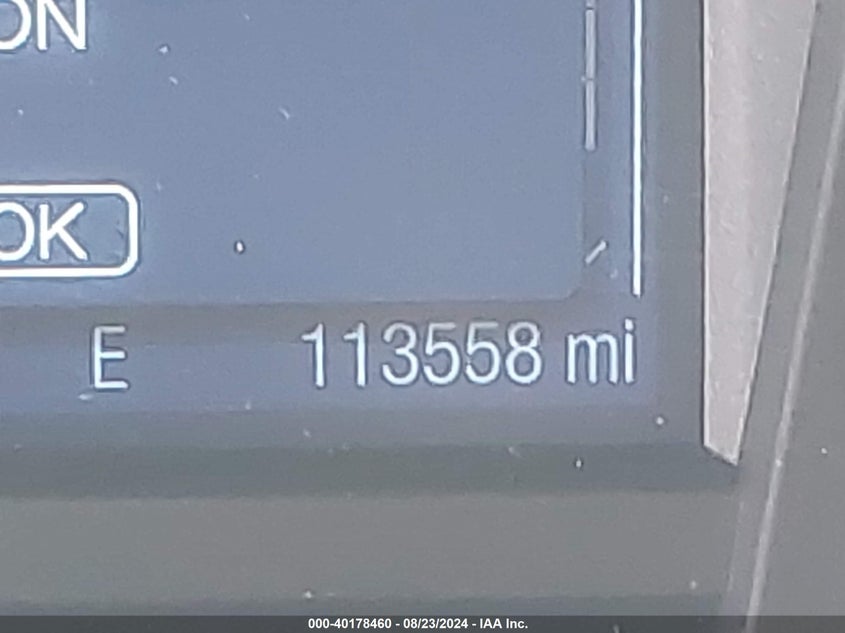 ON
OK
E 113558 mi
000-40178460 - 08/23/2024 - IAA Inc.